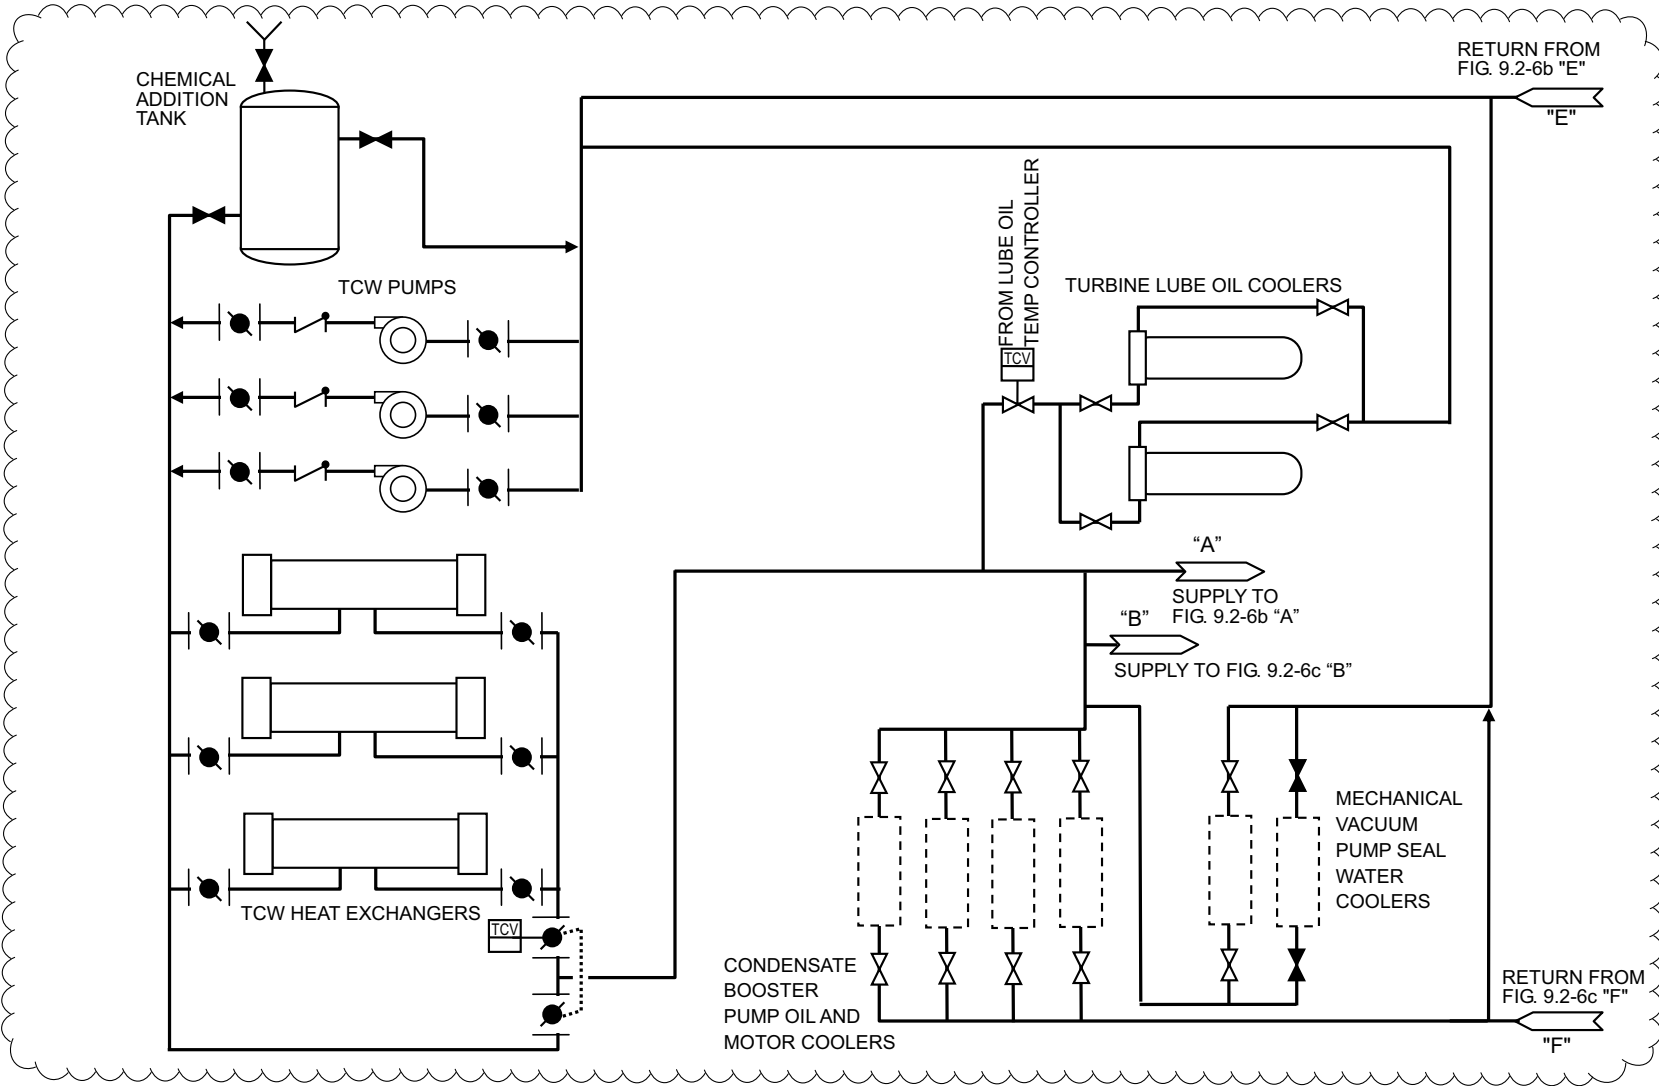 RETURN FROM
FIG. 9.2-6b "E"
"E"
CHEMICAL
ADDITION
TANK
FROM LUBE OIL
TEMP CONTROLLER
TCV
TCW PUMPS
TURBINE LUBE OIL COOLERS
“A”
SUPPLY TO
FIG. 9.2-6b “A”
“B”
SUPPLY TO FIG. 9.2-6c “B”
MECHANICAL
VACUUM
PUMP SEAL
WATER
COOLERS
TCW HEAT EXCHANGERS
TCV
CONDENSATE
BOOSTER
PUMP OIL AND
MOTOR COOLERS
RETURN FROM
FIG. 9.2-6c "F"
"F"